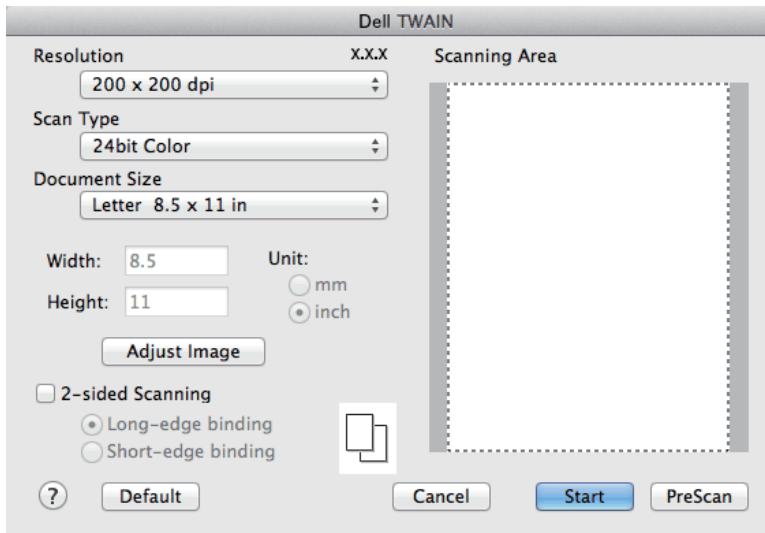 Dell TWAIN
Resolution X.X.X
200 x 200 dpi
Scan Type
24bit Color
Document Size
Letter 8.5 x 11 in
Width: 8.5
Height: 11
Unit:
mm
inch
Adjust Image
2-sided Scanning
Long-edge binding
Short-edge binding
? Default Cancel Start PreScan
Scanning Area